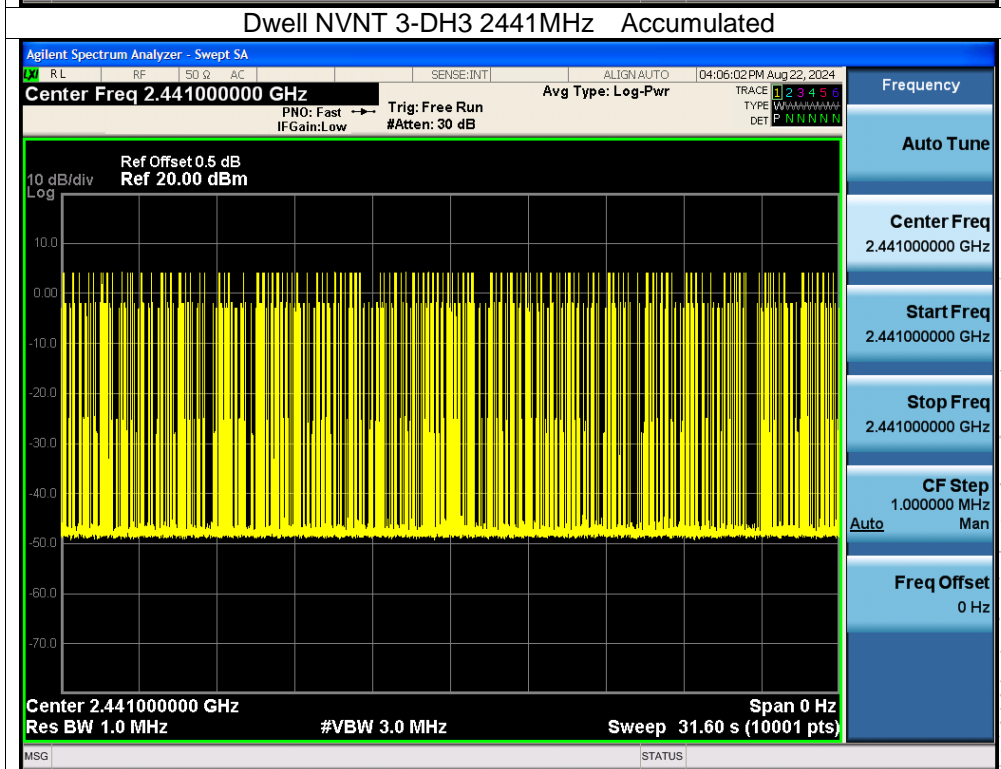 Dwell NVNT 3-DH3 2441MHz Accumulated
Agilent Spectrum Analyzer - Swept SA
LXI RL RF 50 Ω AC SENSE:INT ALIGN AUTO 04:06:02 PM Aug 22, 2024
Center Freq 2.441000000 GHz
PNO: Fast
IFGain:Low
Trig: Free Run
#Atten: 30 dB
Avg Type: Log-Pwr
TRACE 1 2 3 4 5 6
TYPE
DET P N N N N N
Frequency
Auto Tune
Center Freq
2.441000000 GHz
Start Freq
2.441000000 GHz
Stop Freq
2.441000000 GHz
CF Step
1.000000 MHz
Auto Man
Freq Offset
0 Hz
Ref Offset 0.5 dB
10 dB/div Ref 20.00 dBm
Log
10.0
0.00
-10.0
-20.0
-30.0
-40.0
-50.0
-60.0
-70.0
Center 2.441000000 GHz Span 0 Hz
Res BW 1.0 MHz #VBW 3.0 MHz Sweep 31.60 s (10001 pts)
MSG STATUS